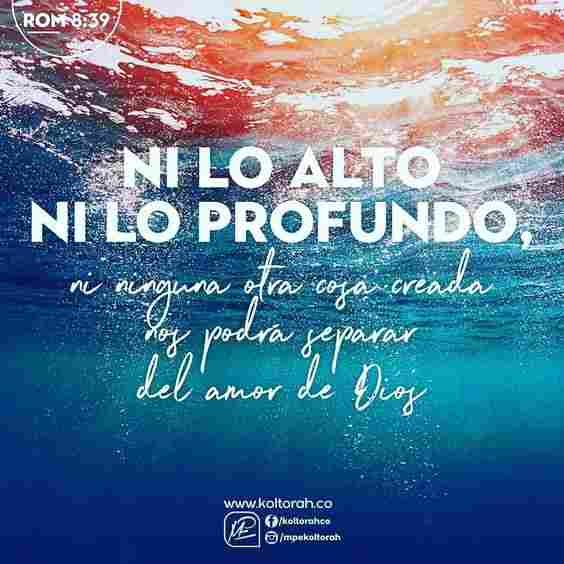 ROM 8:39
NI LO ALTO
NI LO PROFUNDO,
ni ninguna otra cosa creada
nos podrá separar
del amor de Dios
www.koltorah.co
/koltorahco
/mpekoltorah